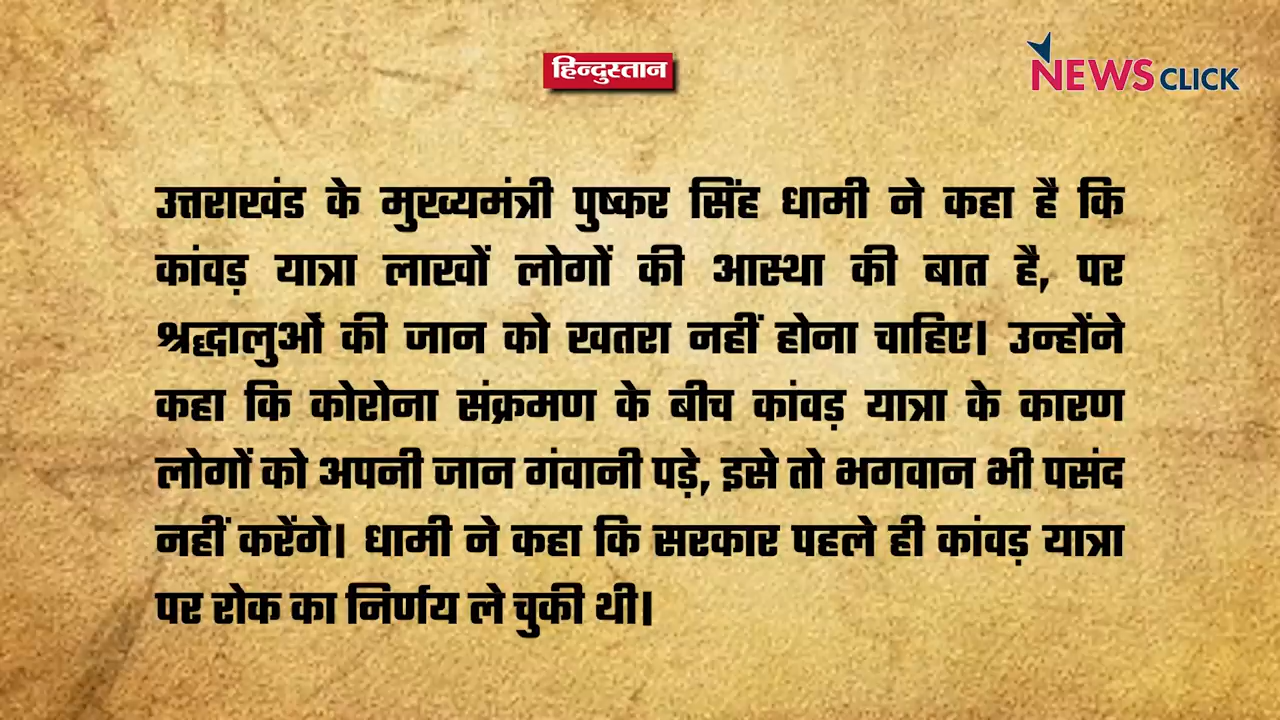 हिन्दुस्तान
NEWSCLICK
उत्तराखंड के मुख्यमंत्री पुष्कर सिंह धामी ने कहा है कि
कांवड़ यात्रा लाखों लोगों की आस्था की बात है, पर
श्रद्धालुओं की जान को खतरा नहीं होना चाहिए। उन्होंने
कहा कि कोरोना संक्रमण के बीच कांवड़ यात्रा के कारण
लोगों को अपनी जान गंवानी पड़े, इसे तो भगवान भी पसंद
नहीं करेंगे। धामी ने कहा कि सरकार पहले ही कांवड़ यात्रा
पर रोक का निर्णय ले चुकी थी।